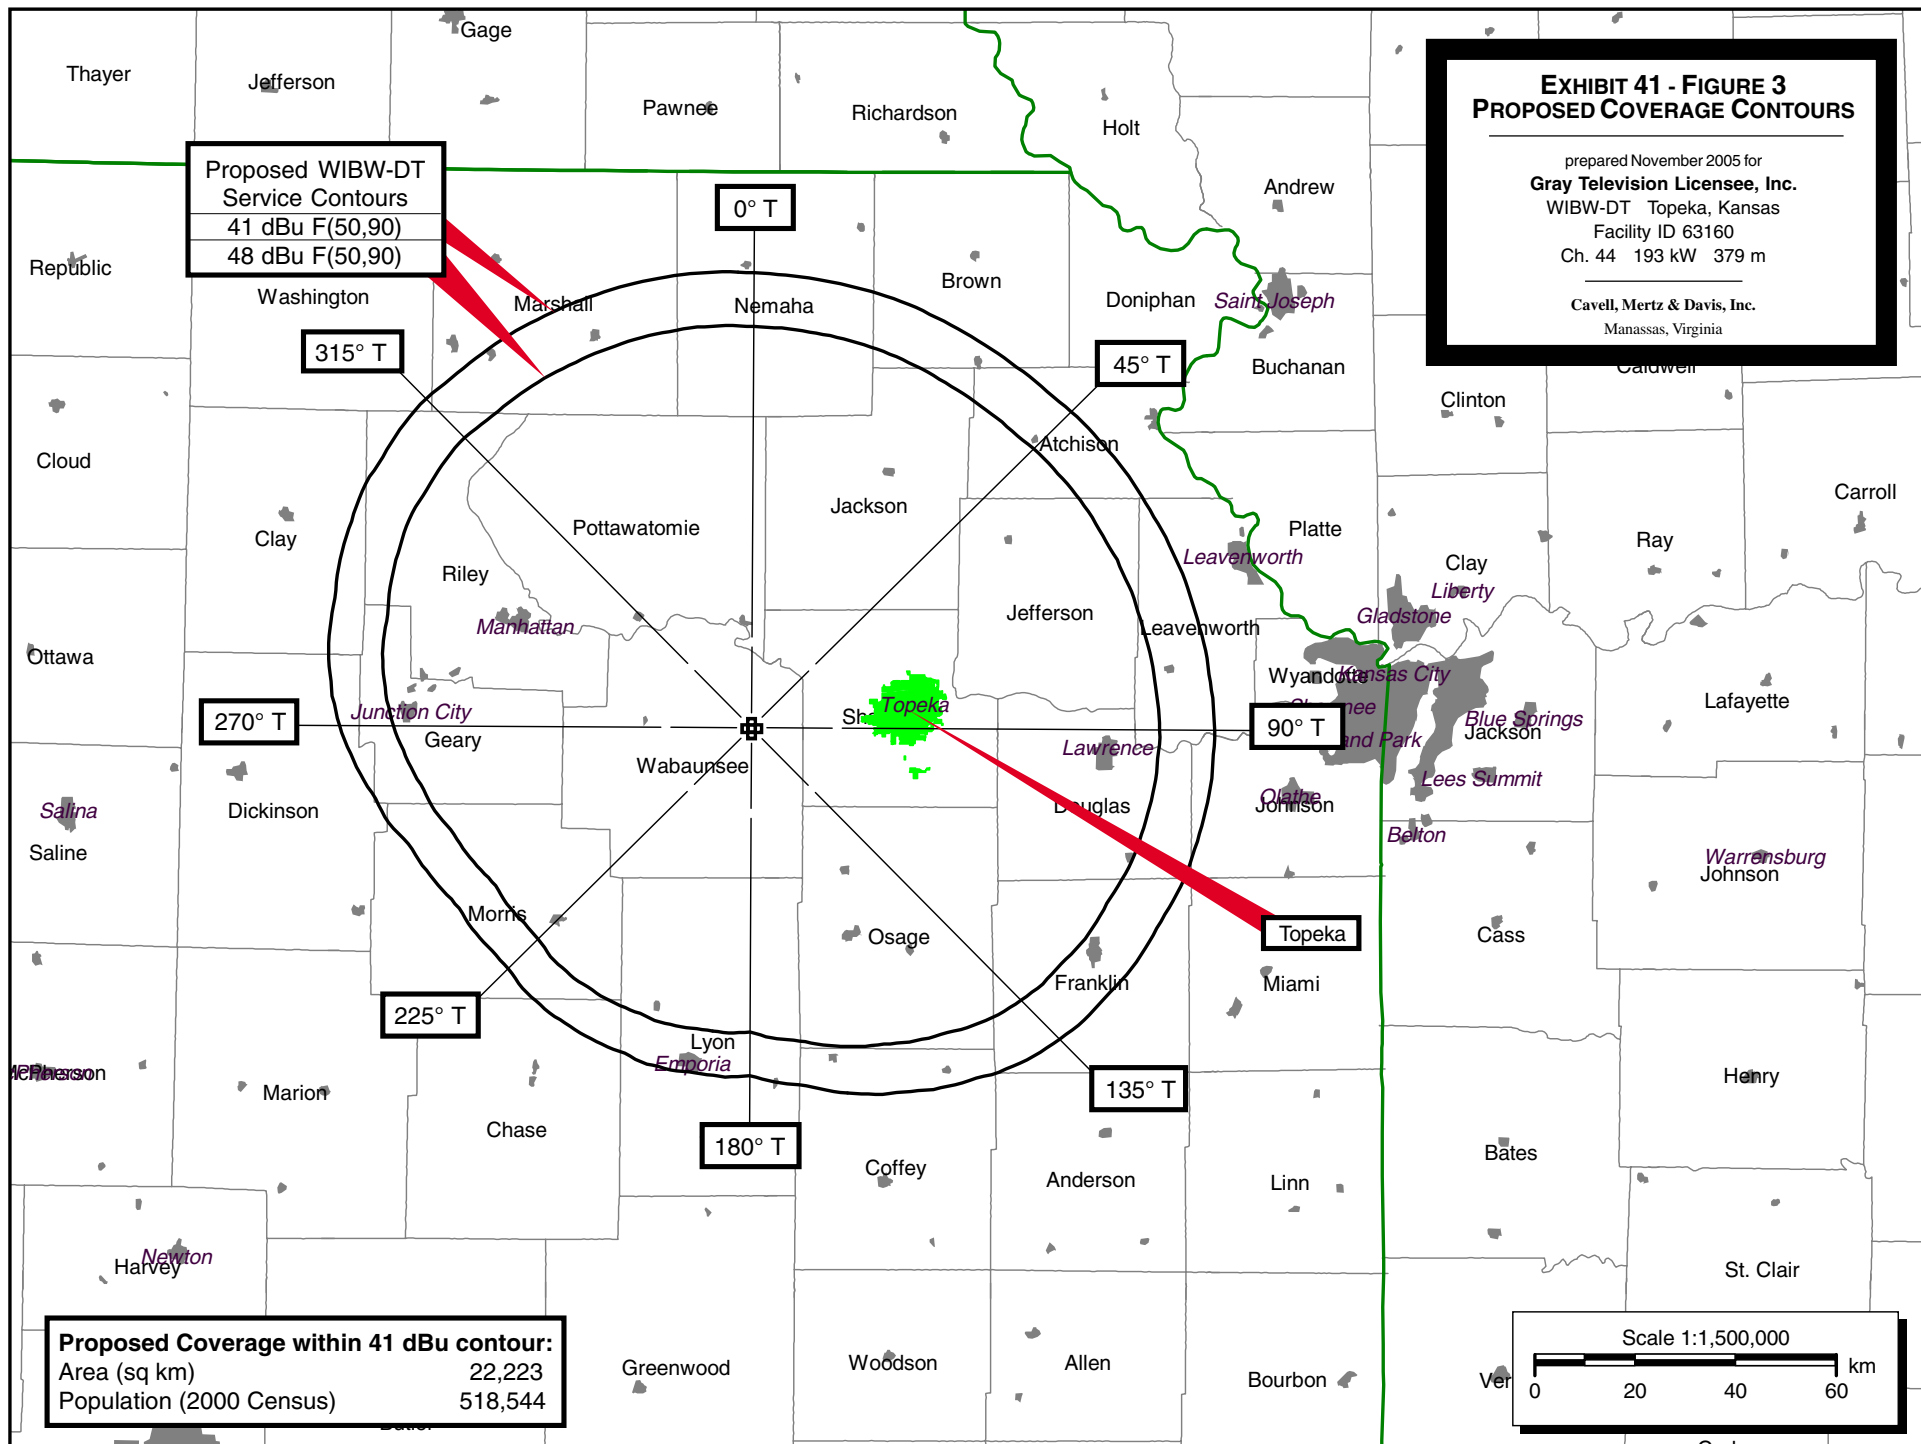 Gage
Thayer
Jefferson
Pawnee
Richardson
Holt
EXHIBIT 41 - FIGURE 3
PROPOSED COVERAGE CONTOURS
prepared November 2005 for
Gray Television Licensee, Inc.
WIBW-DT Topeka, Kansas
Facility ID 63160
Ch. 44 193 kW 379 m
Cavell, Mertz & Davis, Inc.
Manassas, Virginia
Proposed WIBW-DT
Service Contours
41 dBu F(50,90)
48 dBu F(50,90)
0° T
Andrew
Republic
Washington
Marshall
Nemaha
Brown
Doniphan
Saint Joseph
315° T
45° T
Buchanan
Caldwell
Clinton
Cloud
Atchison
Jackson
Carroll
Clay
Pottawatomie
Platte
Ray
Riley
Leavenworth
Clay
Liberty
Manhattan
Jefferson
Leavenworth
Gladstone
Ottawa
Wyandotte
Kansas City
Junction City
270° T
Geary
Topeka
90° T
Blue Springs
Jackson
Lafayette
Wabaunsee
Lawrence
and Park
Lees Summit
Salina
Dickinson
Douglas
Olathe
Johnson
Belton
Saline
Warrensburg
Johnson
Morris
Osage
Topeka
Cass
Franklin
Miami
225° T
Lyon
Emporia
135° T
Henry
Marion
Chase
180° T
Coffey
Anderson
Linn
Bates
Harvey
Newton
St. Clair
Proposed Coverage within 41 dBu contour:
Area (sq km) 22,223
Population (2000 Census) 518,544
Greenwood
Woodson
Allen
Bourbon
Ver
Scale 1:1,500,000
km
0 20 40 60